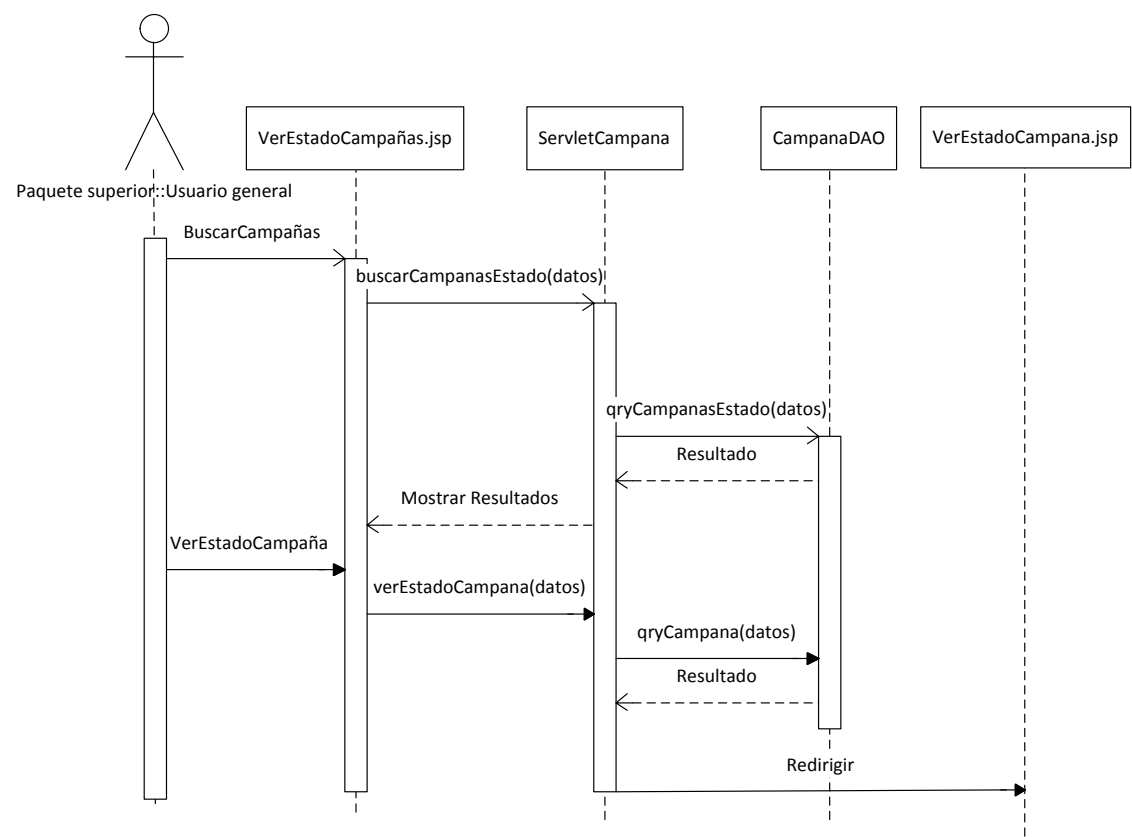 VerEstadoCampañas.jsp
ServletCampana
CampanaDAO
VerEstadoCampana.jsp
Paquete superior::Usuario general
BuscarCampañas
buscarCampanasEstado(datos)
qryCampanasEstado(datos)
Resultado
Mostrar Resultados
VerEstadoCampaña
verEstadoCampana(datos)
qryCampana(datos)
Resultado
Redirigir